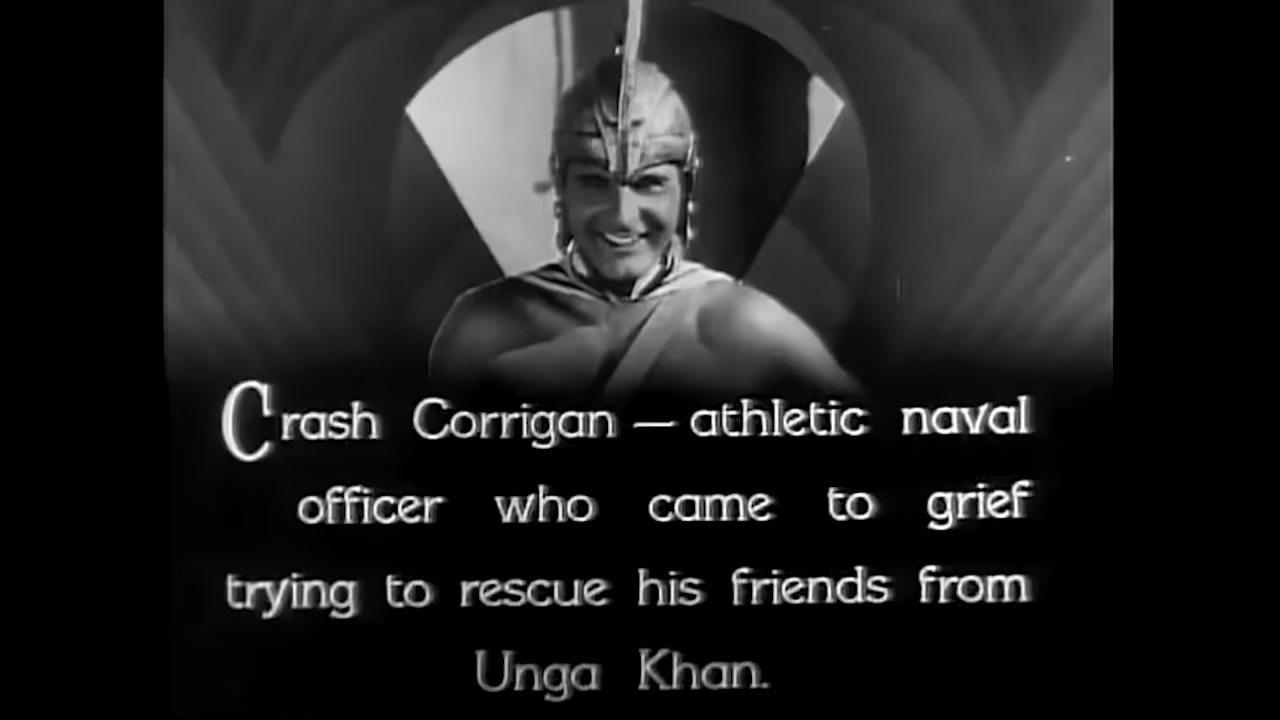 Crash Corrigan — athletic naval
officer who came to grief
trying to rescue his friends from
Unga Khan.